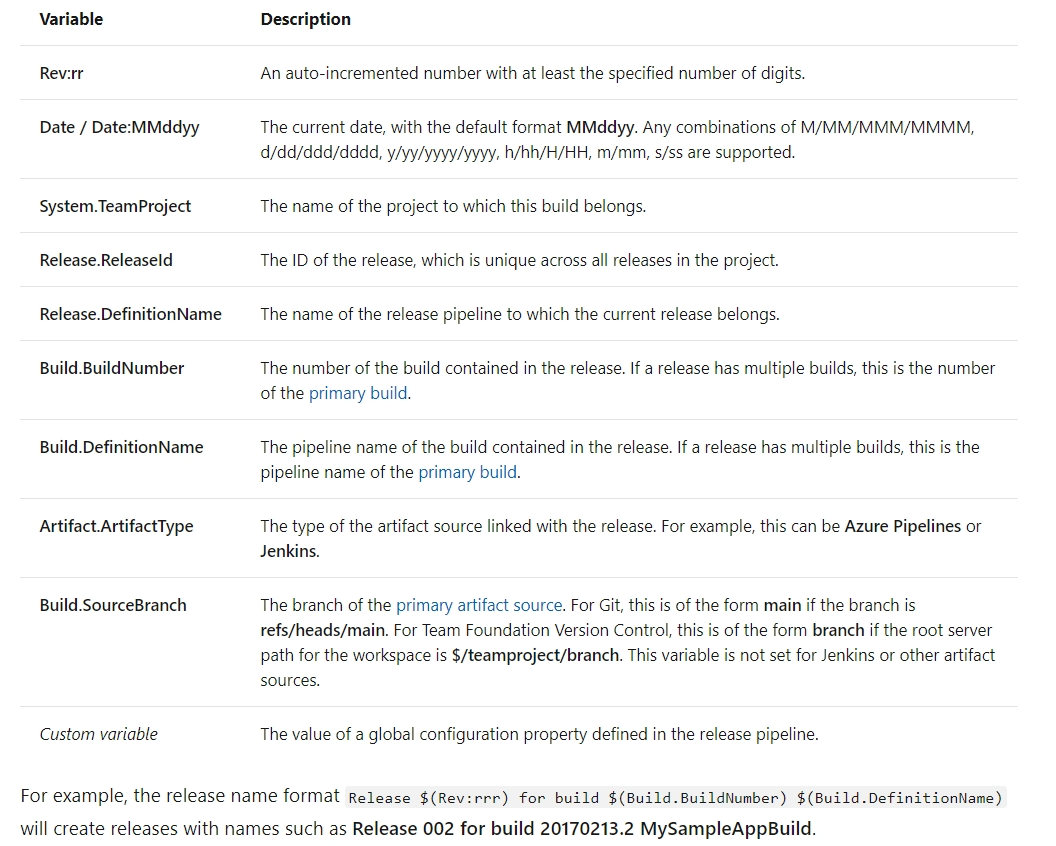 Variable Description
Rev:rr An auto-incremented number with at least the specified number of digits.
Date / Date:MMddyy The current date, with the default format MMddyy. Any combinations of M/MM/MMM/MMMM,
d/dd/ddd/dddd, y/yy/yyyy/yyyy, h/hh/H/HH, m/mm, s/ss are supported.
System.TeamProject The name of the project to which this build belongs.
Release.ReleaseId The ID of the release, which is unique across all releases in the project.
Release.DefinitionName The name of the release pipeline to which the current release belongs.
Build.BuildNumber The number of the build contained in the release. If a release has multiple builds, this is the number
of the primary build.
Build.DefinitionName The pipeline name of the build contained in the release. If a release has multiple builds, this is the
pipeline name of the primary build.
Artifact.ArtifactType The type of the artifact source linked with the release. For example, this can be Azure Pipelines or
Jenkins.
Build.SourceBranch The branch of the primary artifact source. For Git, this is of the form main if the branch is
refs/heads/main. For Team Foundation Version Control, this is of the form branch if the root server
path for the workspace is $/teamproject/branch. This variable is not set for Jenkins or other artifact
sources.
Custom variable The value of a global configuration property defined in the release pipeline.
For example, the release name format Release $(Rev:rrr) for build $(Build.BuildNumber) $(Build.DefinitionName)
will create releases with names such as Release 002 for build 20170213.2 MySampleAppBuild.